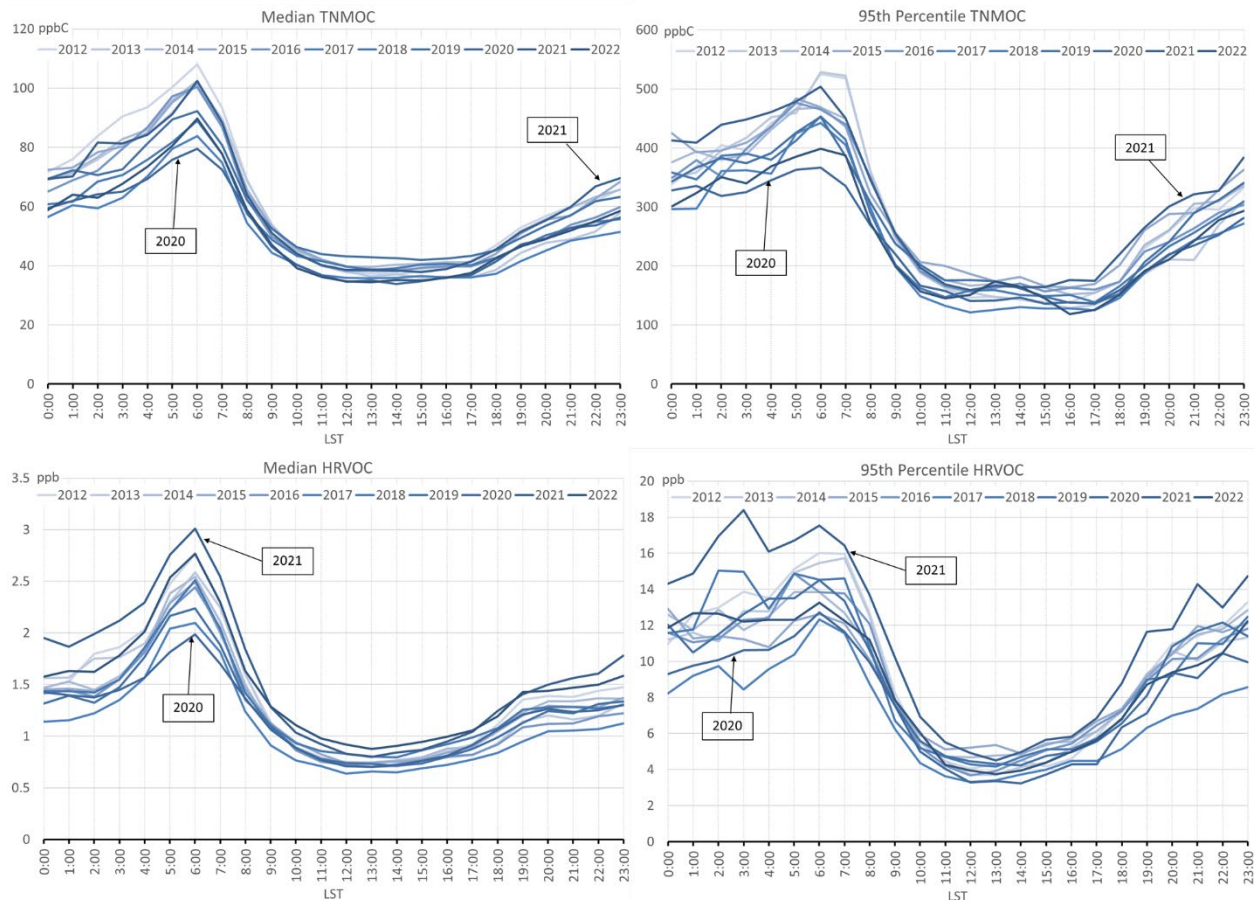 Median TNMOC
ppbC
2012 2013 2014 2015 2016 2017 2018 2019 2020 2021 2022
120
100
80
60
40
20
0
2021
2020
0:00 1:00 2:00 3:00 4:00 5:00 6:00 7:00 8:00 9:00 10:00 11:00 12:00 13:00 14:00 15:00 16:00 17:00 18:00 19:00 20:00 21:00 22:00 23:00
LST
95th Percentile TNMOC
ppbC
2012 2013 2014 2015 2016 2017 2018 2019 2020 2021 2022
600
500
400
300
200
100
0
2021
2020
0:00 1:00 2:00 3:00 4:00 5:00 6:00 7:00 8:00 9:00 10:00 11:00 12:00 13:00 14:00 15:00 16:00 17:00 18:00 19:00 20:00 21:00 22:00 23:00
LST
Median HRVOC
ppb
2012 2013 2014 2015 2016 2017 2018 2019 2020 2021 2022
3.5
3
2.5
2
1.5
1
0.5
0
2021
2020
0:00 1:00 2:00 3:00 4:00 5:00 6:00 7:00 8:00 9:00 10:00 11:00 12:00 13:00 14:00 15:00 16:00 17:00 18:00 19:00 20:00 21:00 22:00 23:00
LST
95th Percentile HRVOC
ppb
2012 2013 2014 2015 2016 2017 2018 2019 2020 2021 2022
20
18
16
14
12
10
8
6
4
2
0
2021
2020
0:00 1:00 2:00 3:00 4:00 5:00 6:00 7:00 8:00 9:00 10:00 11:00 12:00 13:00 14:00 15:00 16:00 17:00 18:00 19:00 20:00 21:00 22:00 23:00
LST